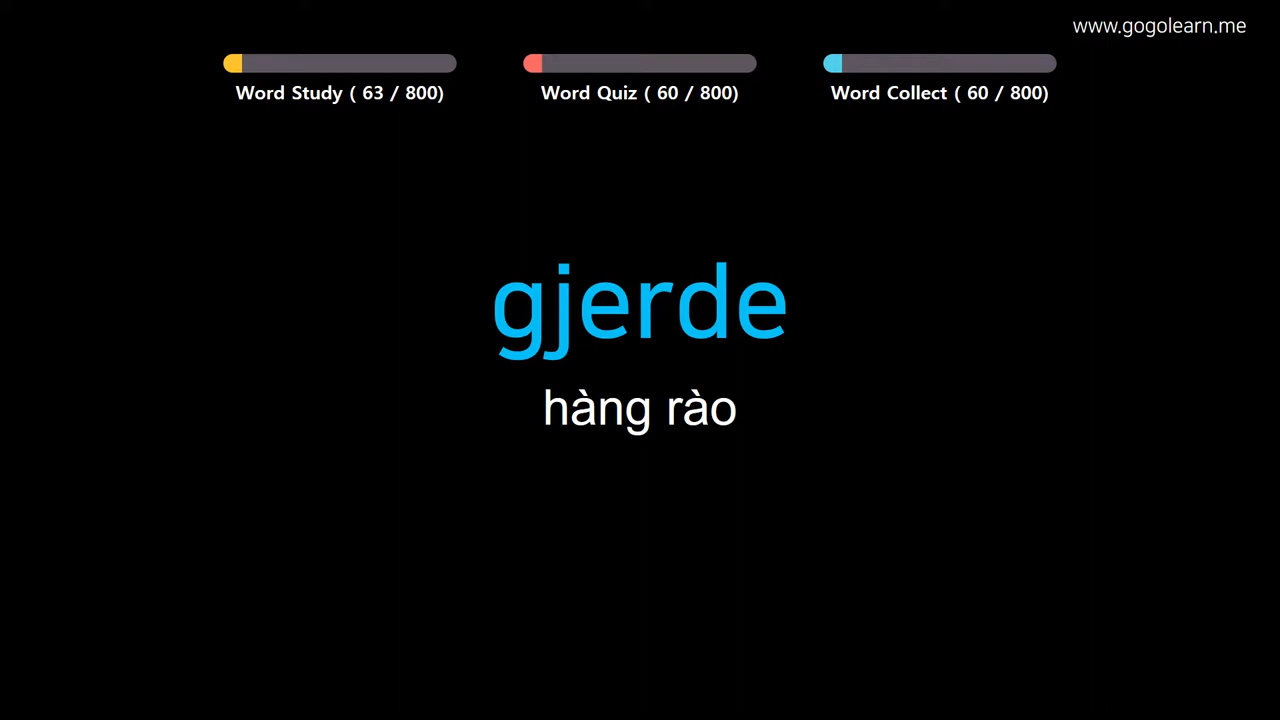 www.gogolearn.me
Word Study ( 63 / 800)
Word Quiz ( 60 / 800)
Word Collect ( 60 / 800)
gjerde
hàng rào